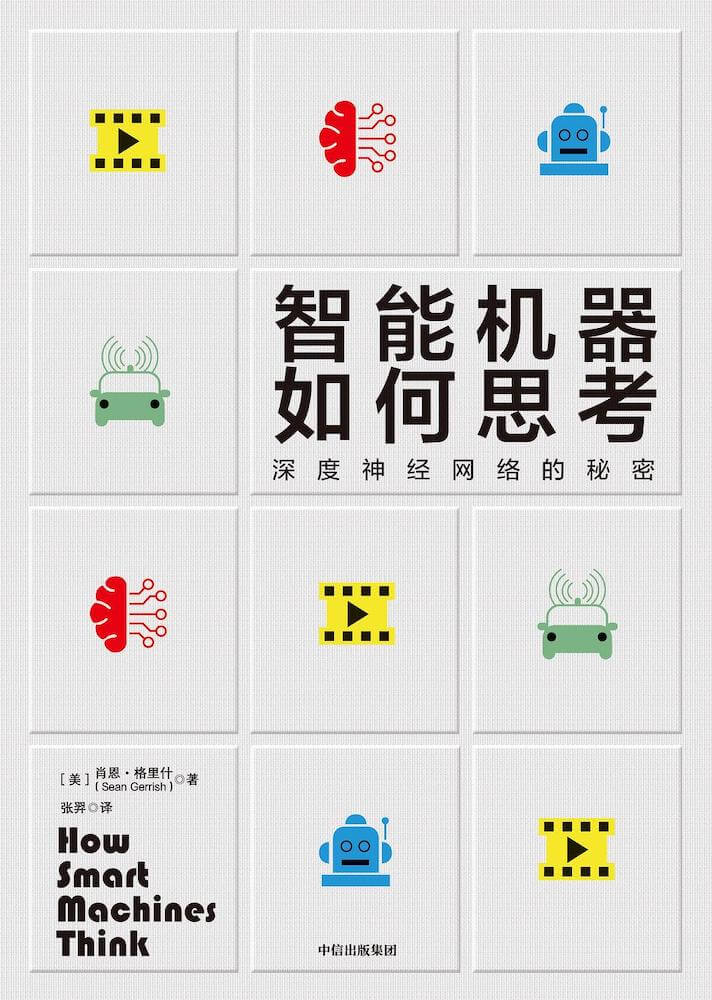 智能机器
如何思考
深度神经网络的秘密
[美] 肖恩·格里什 ◎著
(Sean Gerrish)
张羿◎译
How
Smart
Machines
Think
中信出版集团